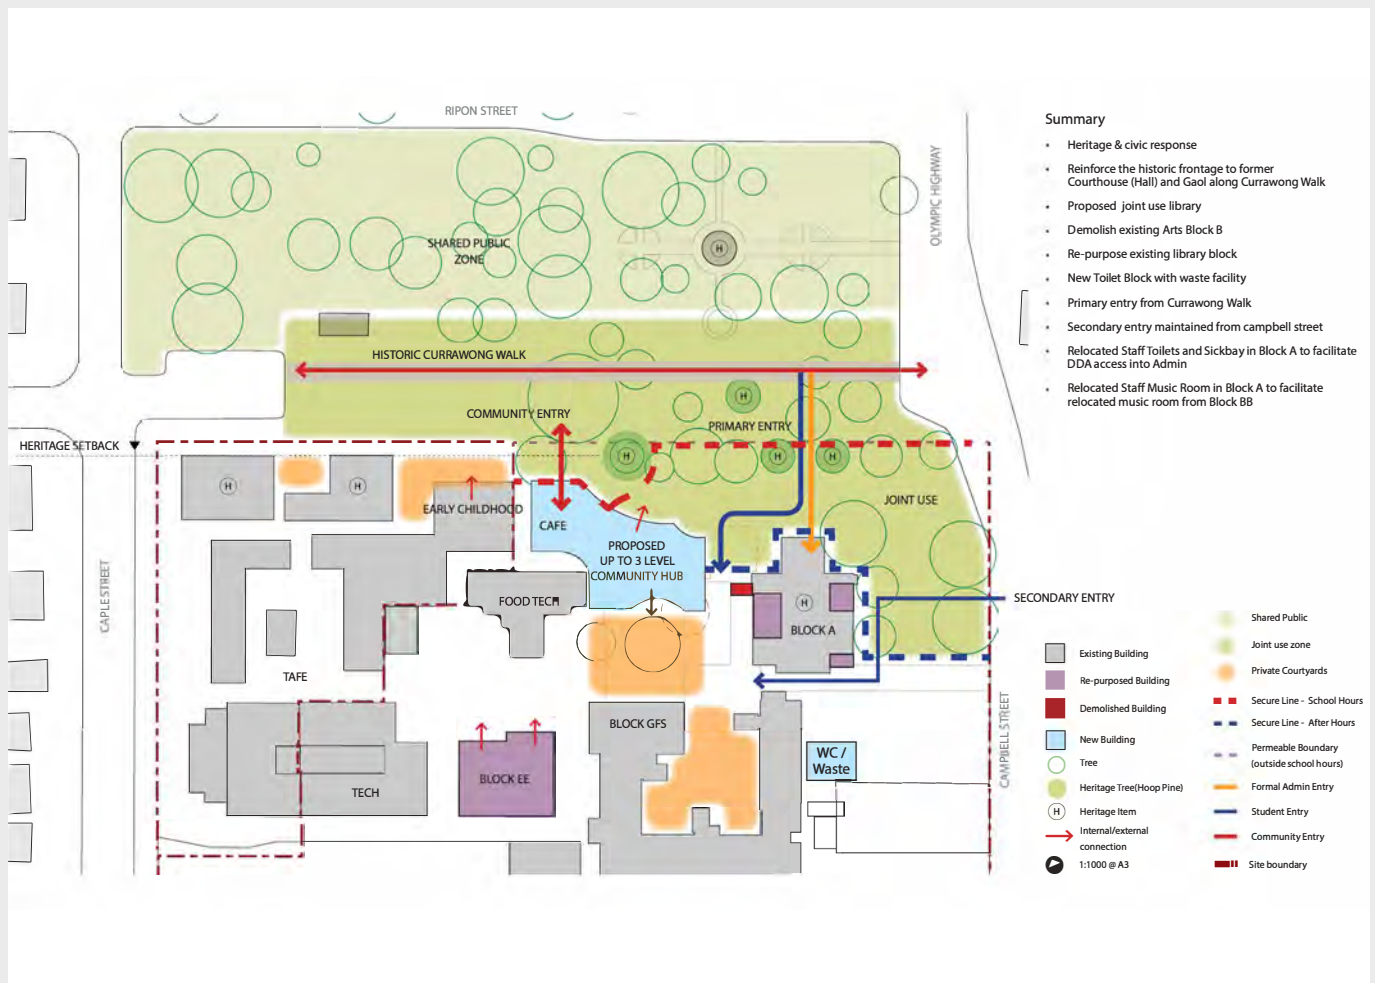 RIPON STREET
OLYMPIC HIGHWAY
SHARED PUBLIC
ZONE
H
HISTORIC CURRAWONG WALK
COMMUNITY ENTRY
H
PRIMARY ENTRY
HERITAGE SETBACK
H
H
H
H
H
EARLY CHILDHOOD
CAFE
JOINT USE
PROPOSED
UP TO 3 LEVEL
COMMUNITY HUB
CAPLE STREET
FOOD TECH
H
BLOCK A
SECONDARY ENTRY
TAFE
BLOCK GFS
BLOCK EE
TECH
WC /
Waste
CAMPBELL STREET
Summary
Heritage & civic response
Reinforce the historic frontage to former
Courthouse (Hall) and Gaol along Currawong Walk
Proposed joint use library
Demolish existing Arts Block B
Re-purpose existing library block
New Toilet Block with waste facility
Primary entry from Currawong Walk
Secondary entry maintained from campbell street
Relocated Staff Toilets and Sickbay in Block A to facilitate
DDA access into Admin
Relocated Staff Music Room in Block A to facilitate
relocated music room from Block BB
Existing Building
Re-purposed Building
Demolished Building
New Building
Tree
Heritage Tree(Hoop Pine)
H
Heritage Item
Internal/external
connection
1:1000 @ A3
Shared Public
Joint use zone
Private Courtyards
Secure Line - School Hours
Secure Line - After Hours
Permeable Boundary
(outside school hours)
Formal Admin Entry
Student Entry
Community Entry
Site boundary